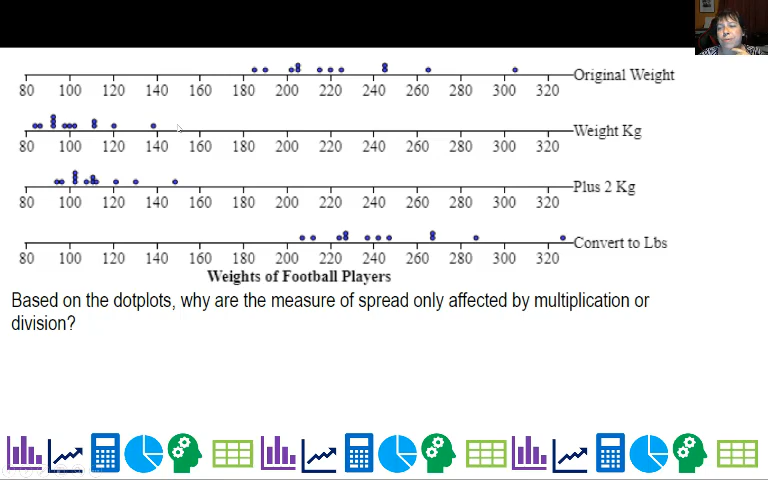 80 100 120 140 160 180 200 220 240 260 280 300 320 Original Weight
80 100 120 140 160 180 200 220 240 260 280 300 320 Weight Kg
80 100 120 140 160 180 200 220 240 260 280 300 320 Plus 2 Kg
80 100 120 140 160 180 200 220 240 260 280 300 320 Convert to Lbs
Weights of Football Players
Based on the dotplots, why are the measure of spread only affected by multiplication or
division?